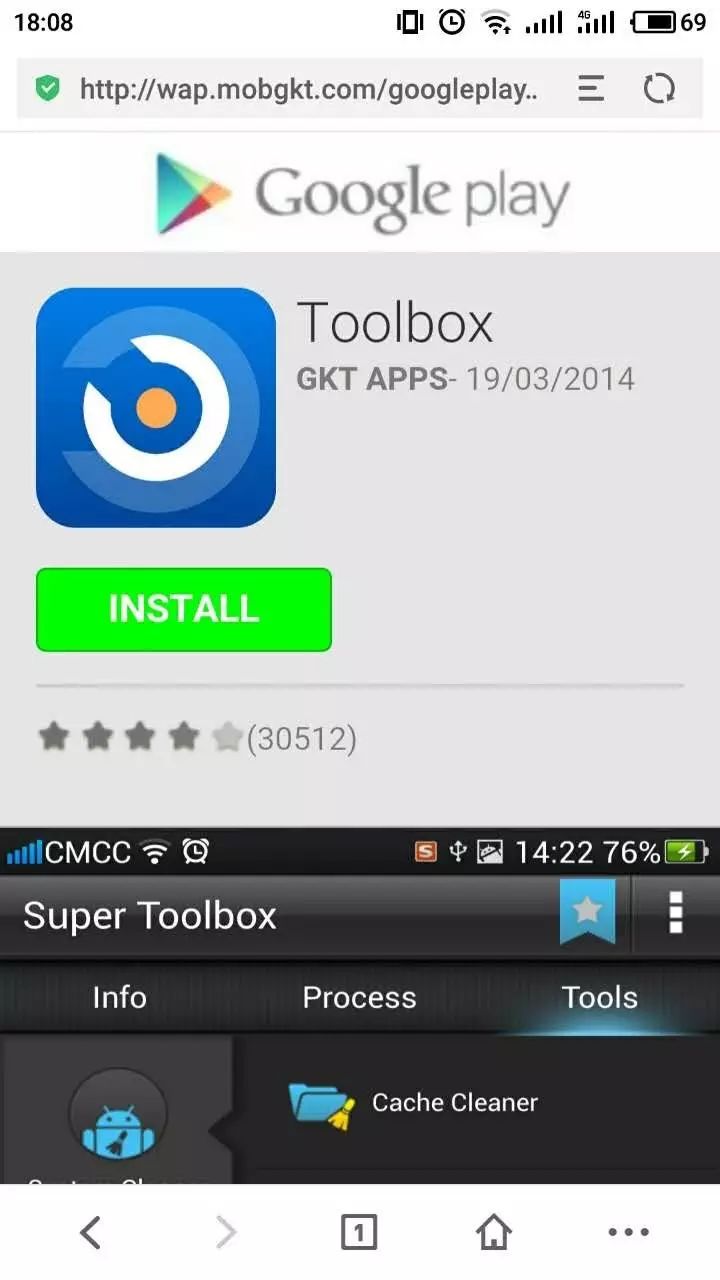 18:08
4G
69
http://wap.mobgkt.com/googleplay..
Google play
Toolbox
GKT APPS- 19/03/2014
INSTALL
(30512)
CMCC
S
14:22 76%
Super Toolbox
Info
Process
Tools
Cache Cleaner
1